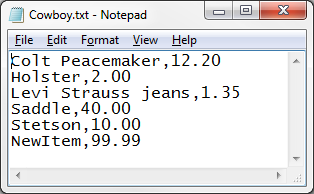 Cowboy.txt - Notepad
File Edit Format View Help
Colt Peacemaker,12.20
Holster,2.00
Levi Strauss jeans,1.35
Saddle,40.00
Stetson,10.00
NewItem,99.99